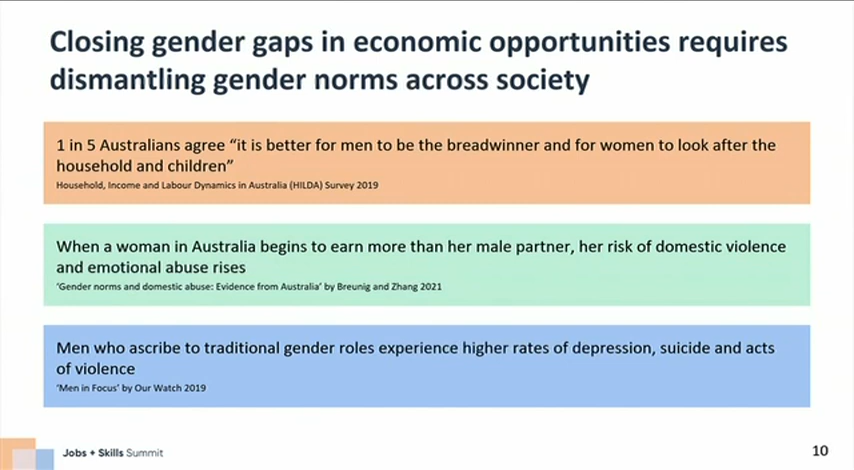 Closing gender gaps in economic opportunities requires
dismantling gender norms across society
1 in 5 Australians agree “it is better for men to be the breadwinner and for women to look after the
household and children”
Household, Income and Labour Dynamics in Australia (HILDA) Survey 2019
When a woman in Australia begins to earn more than her male partner, her risk of domestic violence
and emotional abuse rises
‘Gender norms and domestic abuse: Evidence from Australia’ by Breunig and Zhang 2021
Men who ascribe to traditional gender roles experience higher rates of depression, suicide and acts
of violence
‘Men in Focus’ by Our Watch 2019
Jobs + Skills Summit
10